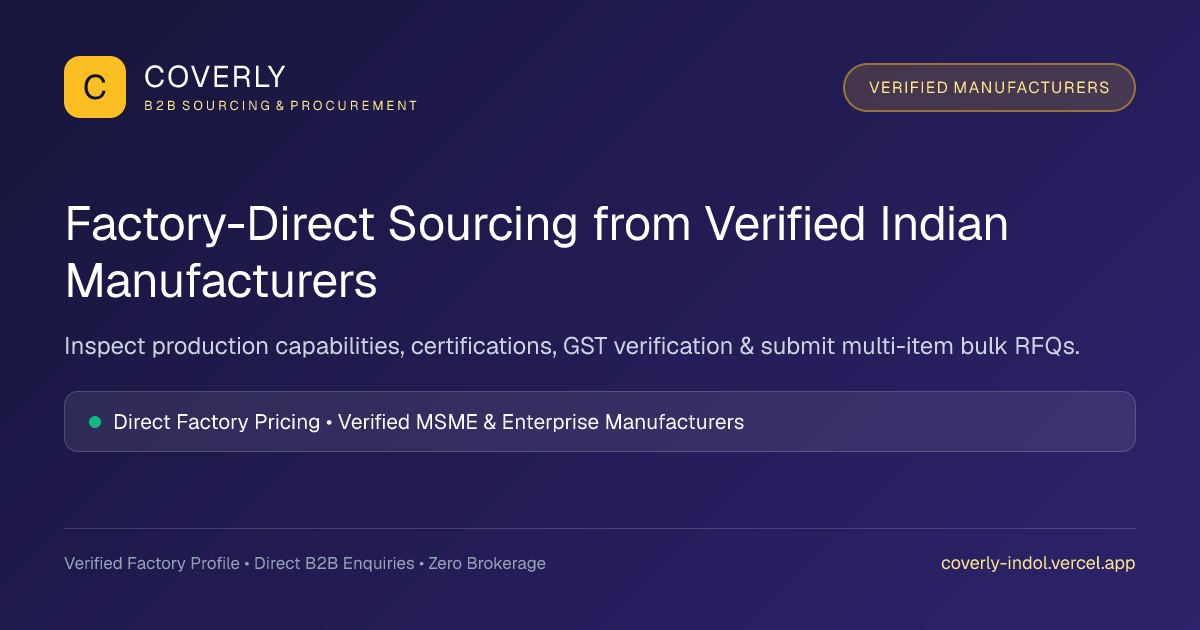 C
COVERLY
B2B SOURCING & PROCUREMENT
VERIFIED MANUFACTURERS
Factory-Direct Sourcing from Verified Indian
Manufacturers
Inspect production capabilities, certifications, GST verification & submit multi-item bulk RFQs.
Direct Factory Pricing • Verified MSME & Enterprise Manufacturers
Verified Factory Profile • Direct B2B Enquiries • Zero Brokerage
coverly-indol.vercel.app